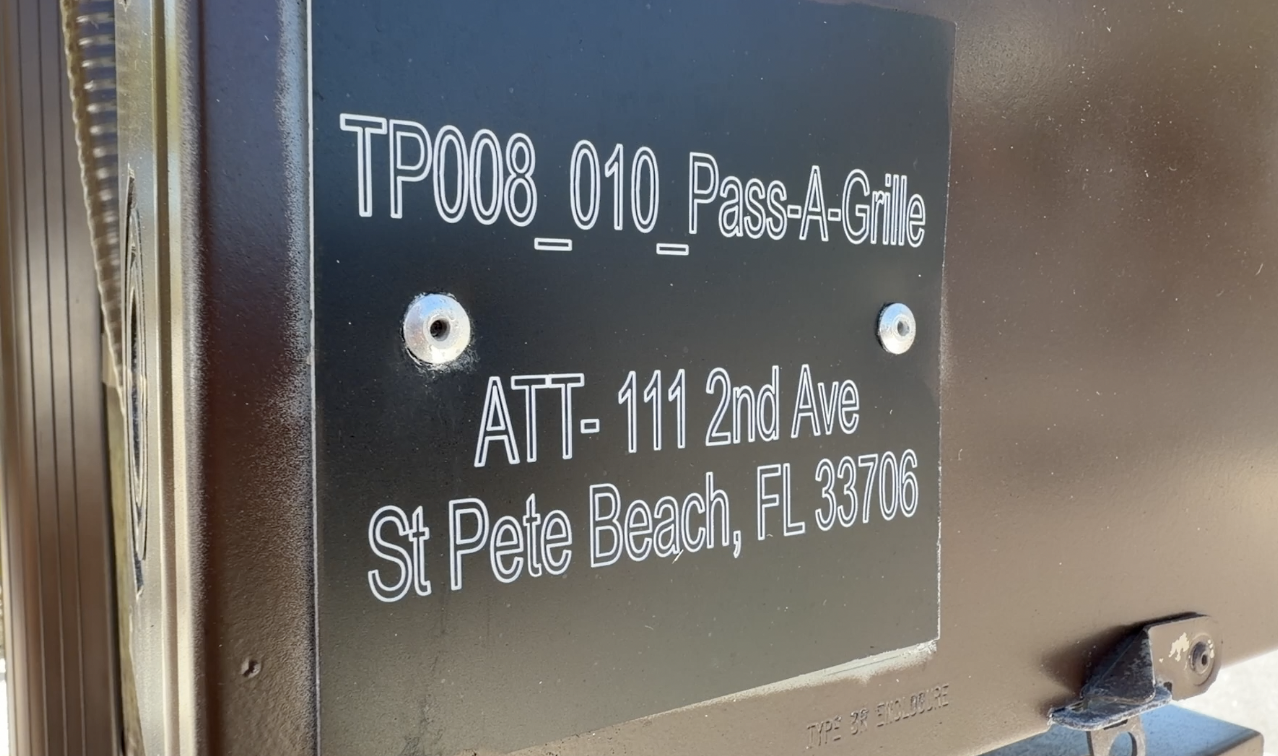 TP008_010_Pass-A-Grille
ATT- 111 2nd Ave
St Pete Beach, FL 33706
TYPE 3R ENCLOSURE